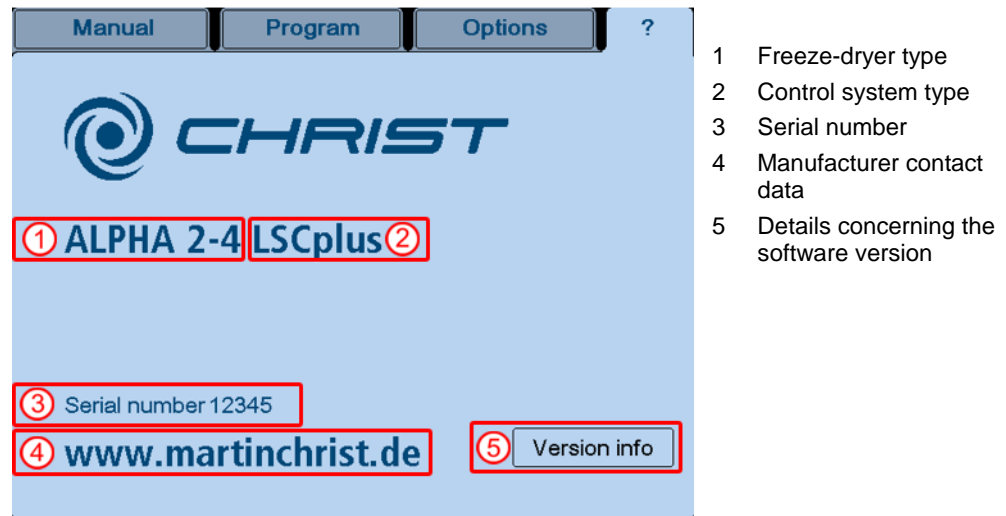 Manual Program Options ?
CHRIST
1 ALPHA 2-4 LSCplus 2
3 Serial number 12345
4 www.martinchrist.de
5 Version info
1 Freeze-dryer type
2 Control system type
3 Serial number
4 Manufacturer contact
data
5 Details concerning the
software version